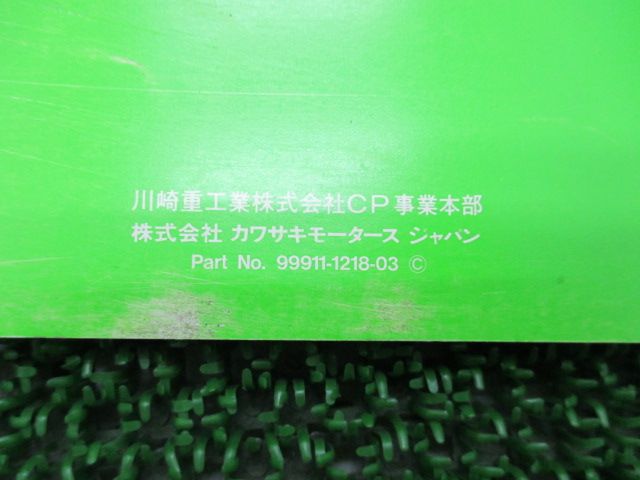 川崎重工業株式会社CP事業本部
株式会社 カワサキモータース ジャパン
Part No. 99911-1218-03 ©